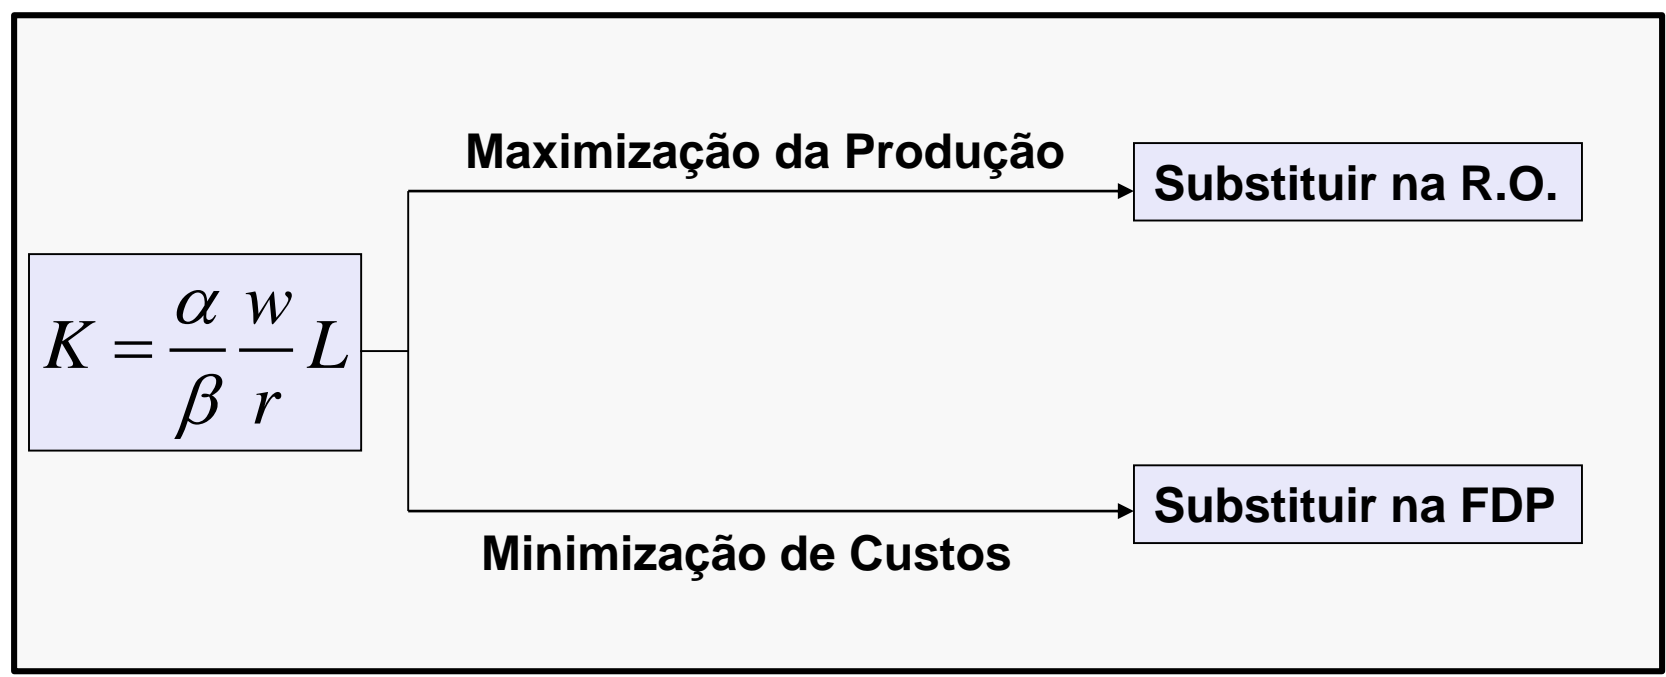 Maximização da Produção
Substituir na R.O.
K = α/β w/r L
Substituir na FDP
Minimização de Custos